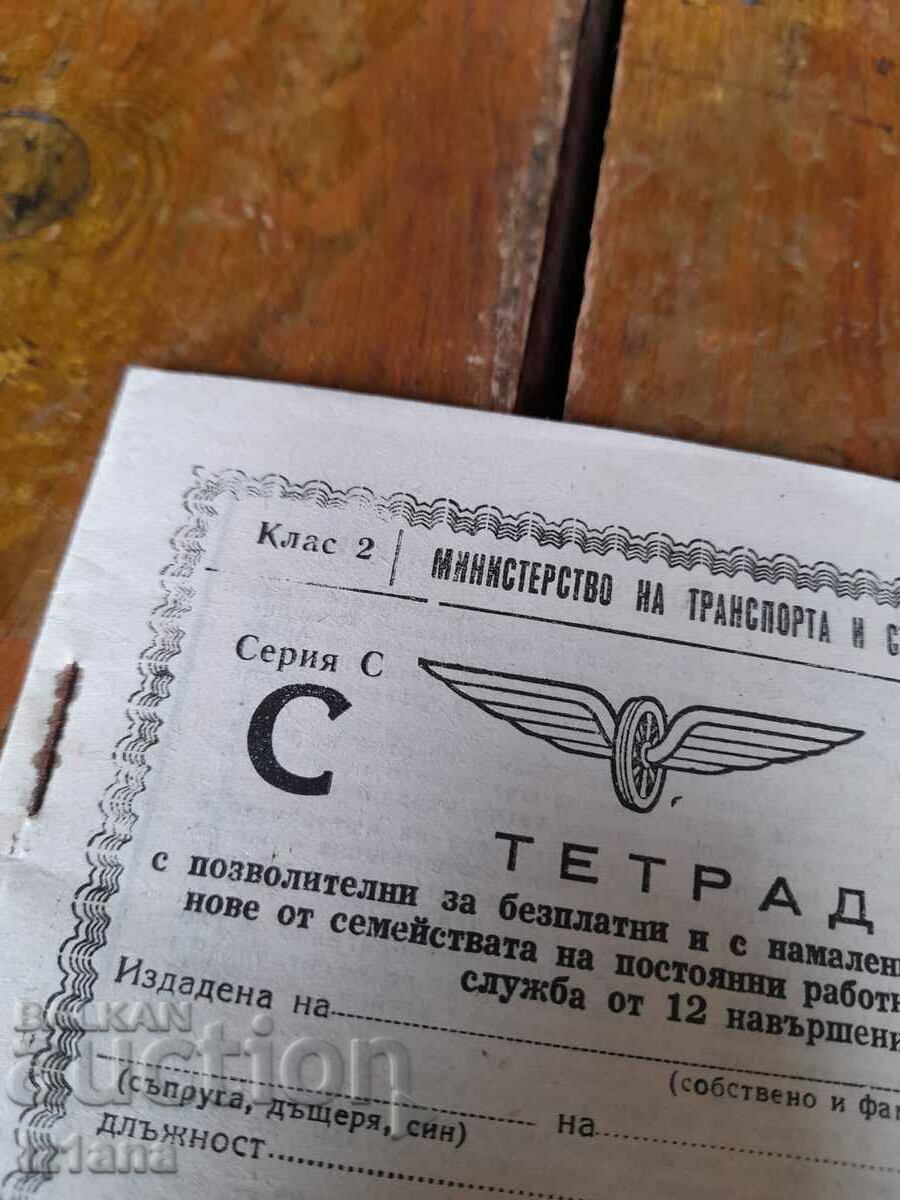 Клас 2
МИНИСТЕРСТВО НА ТРАНСПОРТА И
Серия С
С
ТЕТРАД
с позволителни за безплатни и с намален
нове от семействата на постоянни работ
служба от 12 навършени
Издадена на
(собствено и фа
(съпруга, дъщеря, син) на
длъжност
BALKAN
auction
Iriana